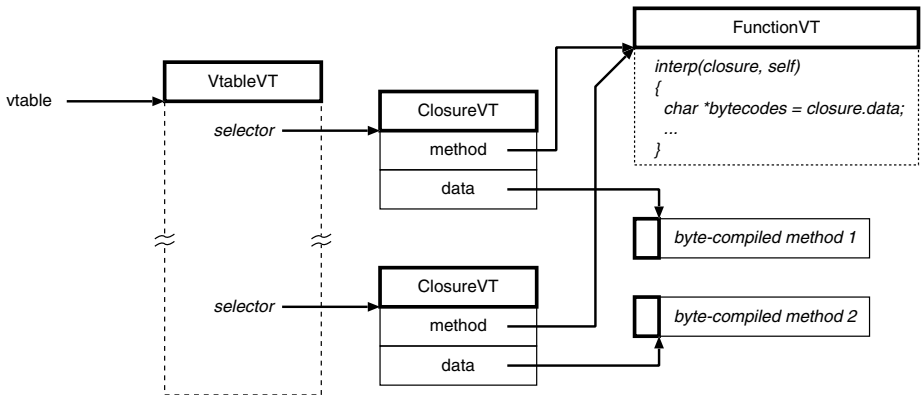 FunctionVT
interp(closure, self)
{
char *bytecodes = closure.data;
...
}
vtable
VtableVT
selector
ClosureVT
method
data
byte-compiled method 1
selector
ClosureVT
method
data
byte-compiled method 2